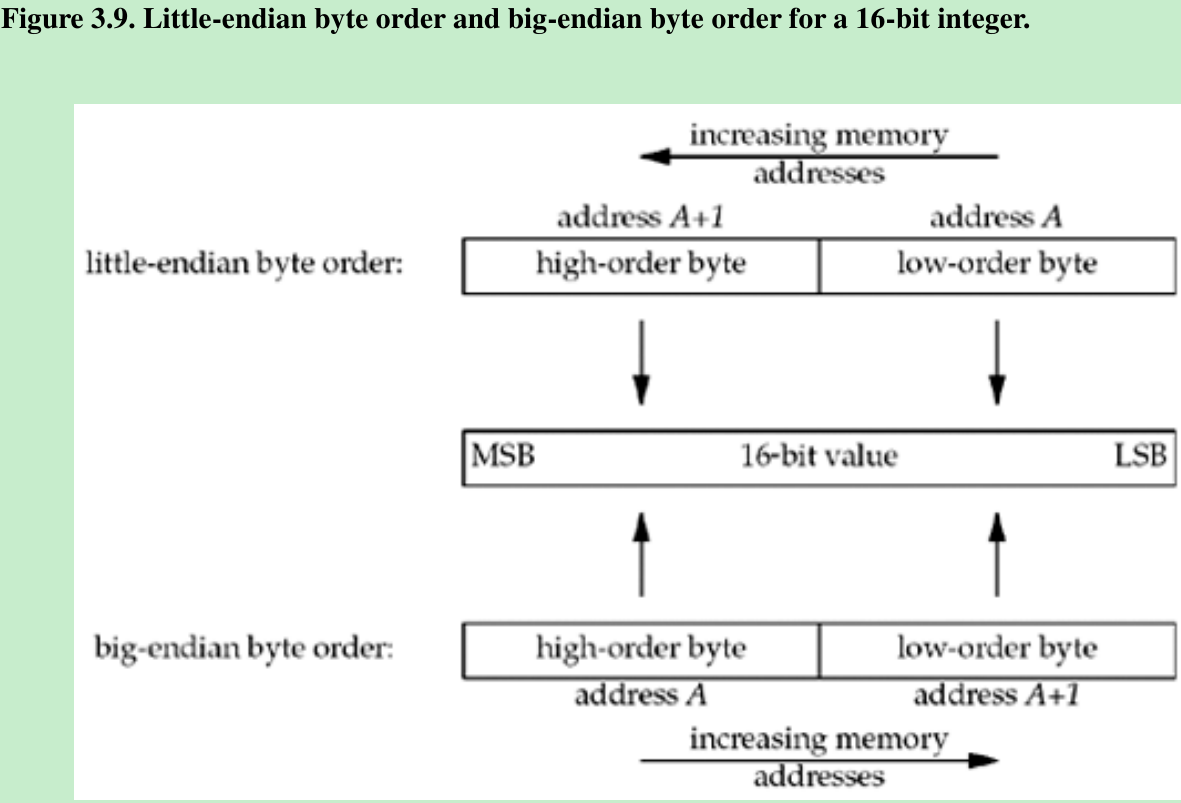 Figure 3.9. Little-endian byte order and big-endian byte order for a 16-bit integer.
increasing memory
addresses
address A+1 address A
little-endian byte order: high-order byte low-order byte
MSB 16-bit value LSB
big-endian byte order: high-order byte low-order byte
address A address A+1
increasing memory
addresses